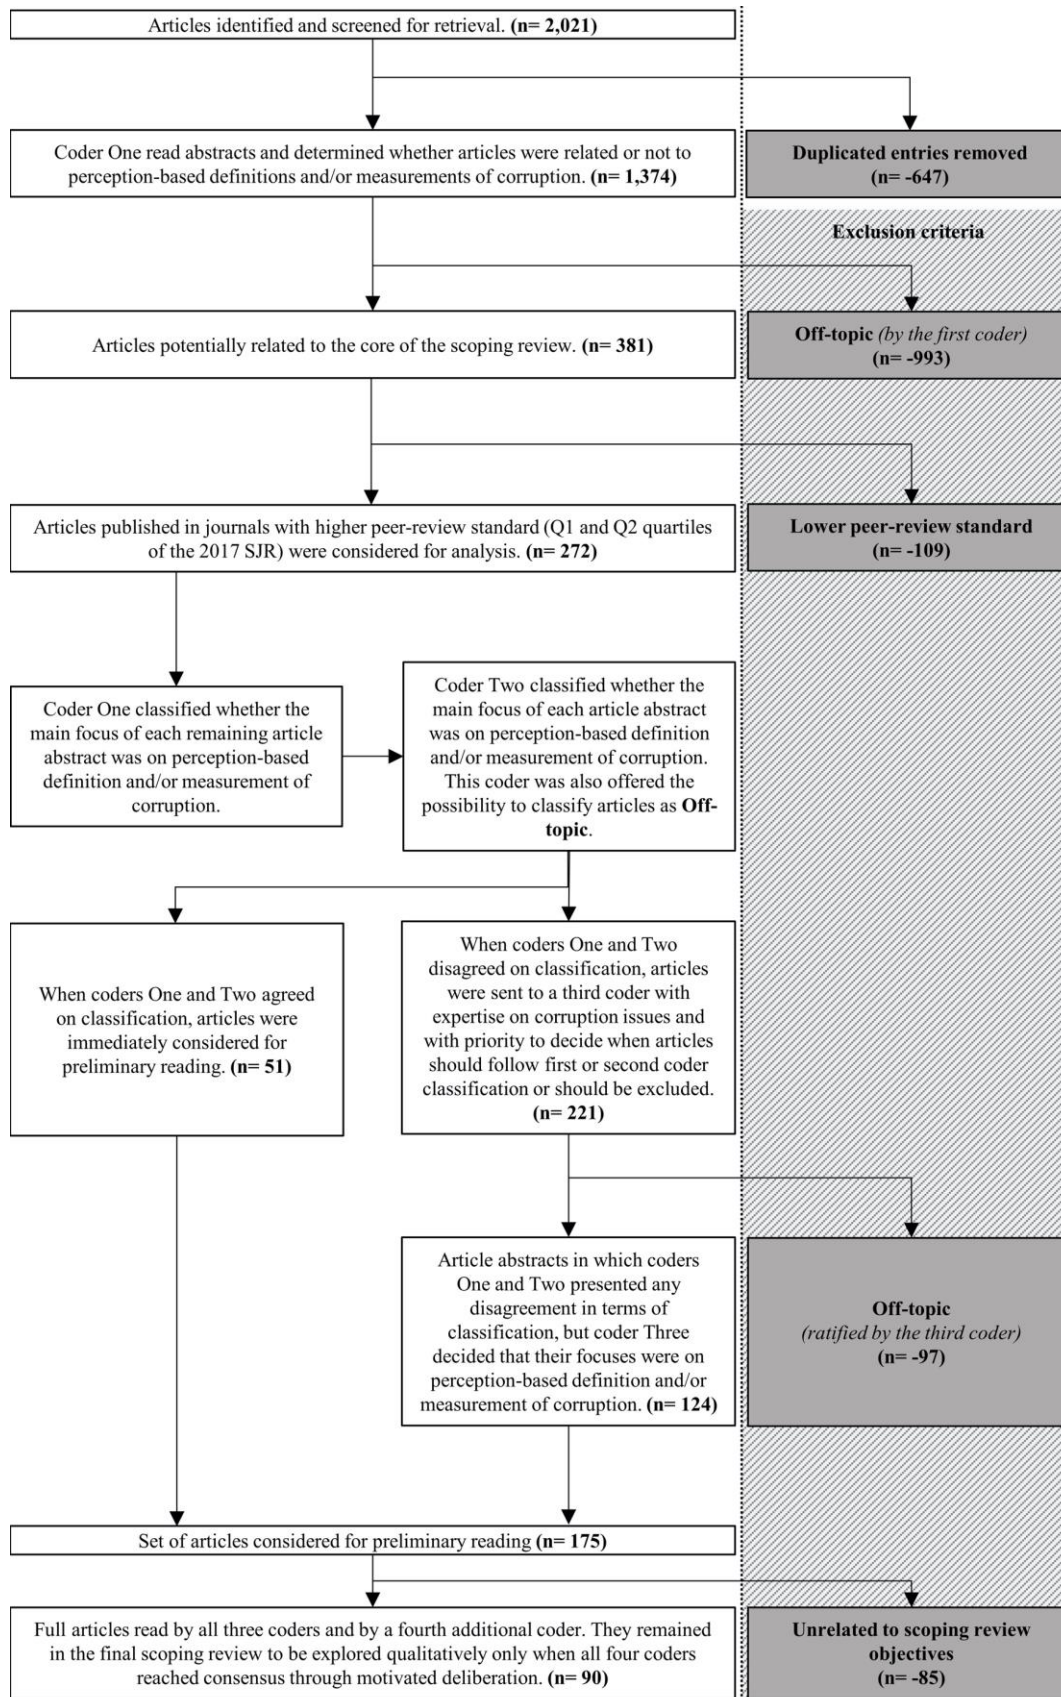 Articles identified and screened for retrieval. (n= 2,021)
Coder One read abstracts and determined whether articles were related or not to
perception-based definitions and/or measurements of corruption. (n= 1,374)
Duplicated entries removed
(n= -647)
Exclusion criteria
Articles potentially related to the core of the scoping review. (n= 381)
Off-topic (by the first coder)
(n= -993)
Articles published in journals with higher peer-review standard (Q1 and Q2 quartiles
of the 2017 SJR) were considered for analysis. (n= 272)
Lower peer-review standard
(n= -109)
Coder One classified whether the
main focus of each remaining article
abstract was on perception-based
definition and/or measurement of
corruption.
Coder Two classified whether the
main focus of each article abstract
was on perception-based definition
and/or measurement of corruption.
This coder was also offered the
possibility to classify articles as Off-
topic.
When coders One and Two agreed
on classification, articles were
immediately considered for
preliminary reading. (n= 51)
When coders One and Two
disagreed on classification, articles
were sent to a third coder with
expertise on corruption issues and
with priority to decide when articles
should follow first or second coder
classification or should be excluded.
(n= 221)
Article abstracts in which coders
One and Two presented any
disagreement in terms of
classification, but coder Three
decided that their focuses were on
perception-based definition and/or
measurement of corruption. (n= 124)
Off-topic
(ratified by the third coder)
(n= -97)
Set of articles considered for preliminary reading (n= 175)
Full articles read by all three coders and by a fourth additional coder. They remained
in the final scoping review to be explored qualitatively only when all four coders
reached consensus through motivated deliberation. (n= 90)
Unrelated to scoping review
objectives
(n= -85)